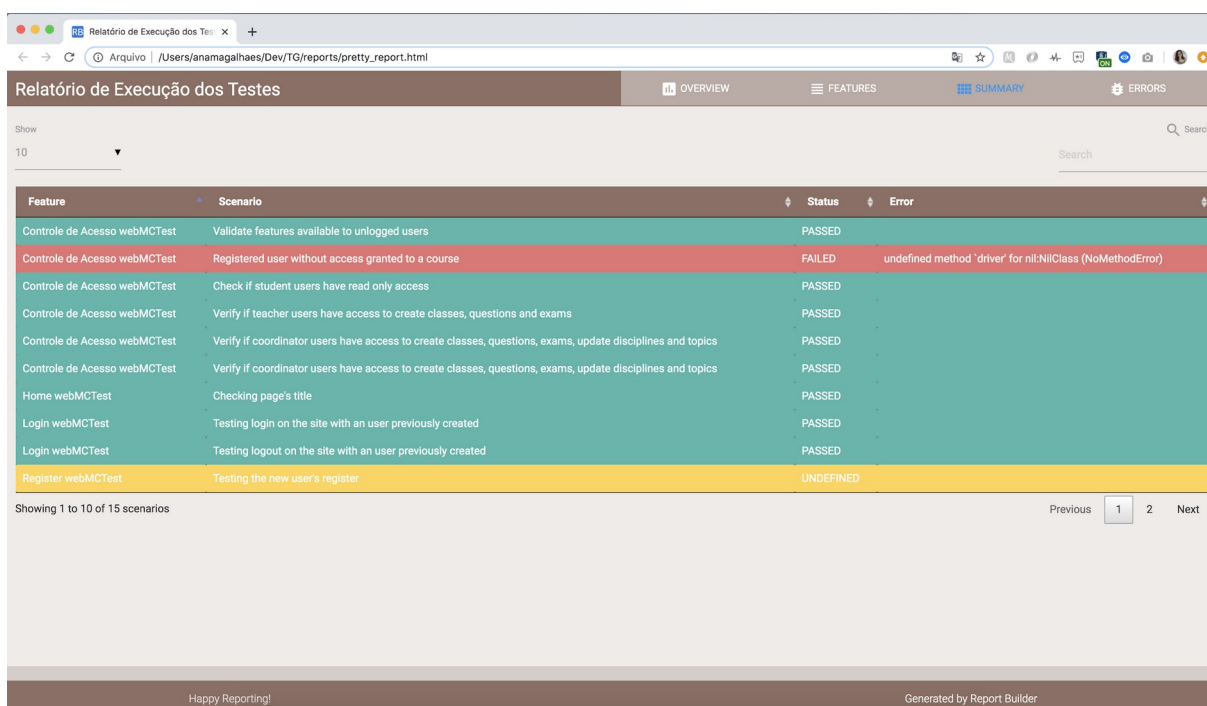 RB Relatório de Execução dos Tes
Arquivo /Users/anamagalhaes/Dev/TG/reports/pretty_report.html
ON
Relatório de Execução dos Testes OVERVIEW FEATURES SUMMARY ERRORS
Show Searc
10 Search
Feature Scenario Status Error
Controle de Acesso webMCTest Validate features available to unlogged users PASSED
Controle de Acesso webMCTest Registered user without access granted to a course FAILED undefined method `driver' for nil:NilClass (NoMethodError)
Controle de Acesso webMCTest Check if student users have read only access PASSED
Controle de Acesso webMCTest Verify if teacher users have access to create classes, questions and exams PASSED
Controle de Acesso webMCTest Verify if coordinator users have access to create classes, questions, exams, update disciplines and topics PASSED
Controle de Acesso webMCTest Verify if coordinator users have access to create classes, questions, exams, update disciplines and topics PASSED
Home webMCTest Checking page's title PASSED
Login webMCTest Testing login on the site with an user previously created PASSED
Login webMCTest Testing logout on the site with an user previously created PASSED
Register webMCTest Testing the new user's register UNDEFINED
Showing 1 to 10 of 15 scenarios Previous 1 2 Next
Happy Reporting! Generated by Report Builder